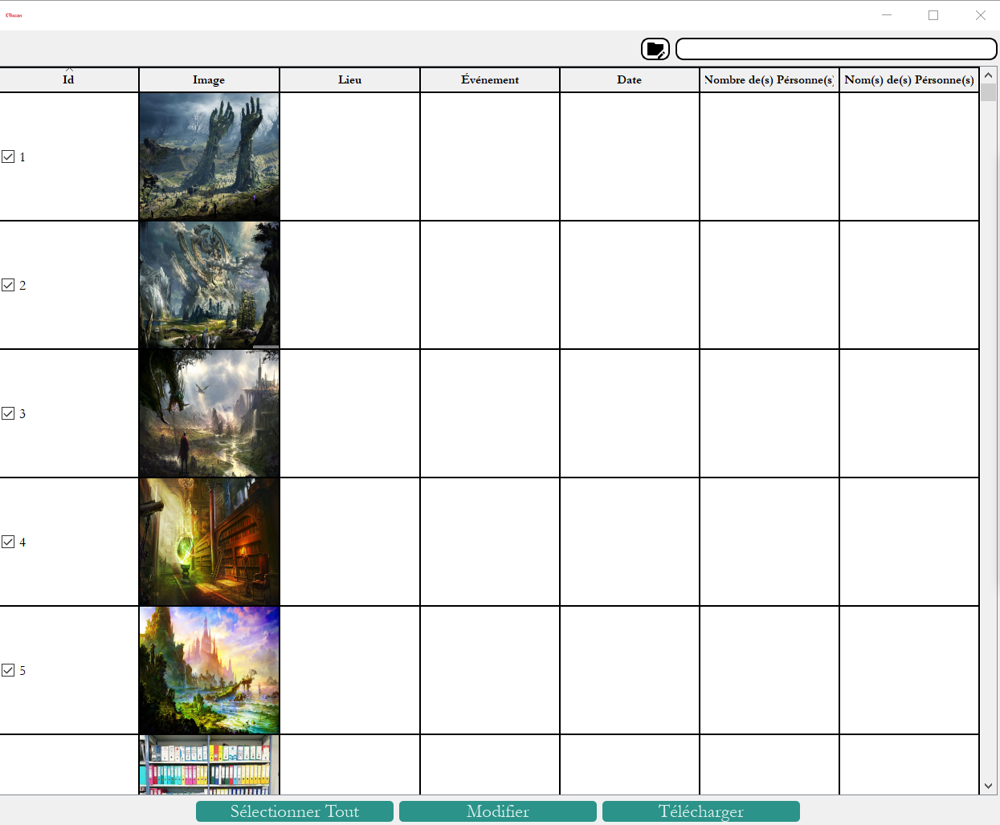 Id Image Lieu Événement Date Nombre de(s) Pérsonne(s) Nom(s) de(s) Pérsonne(s)
1
2
3
4
5
Sélectionner Tout Modifier Télécharger